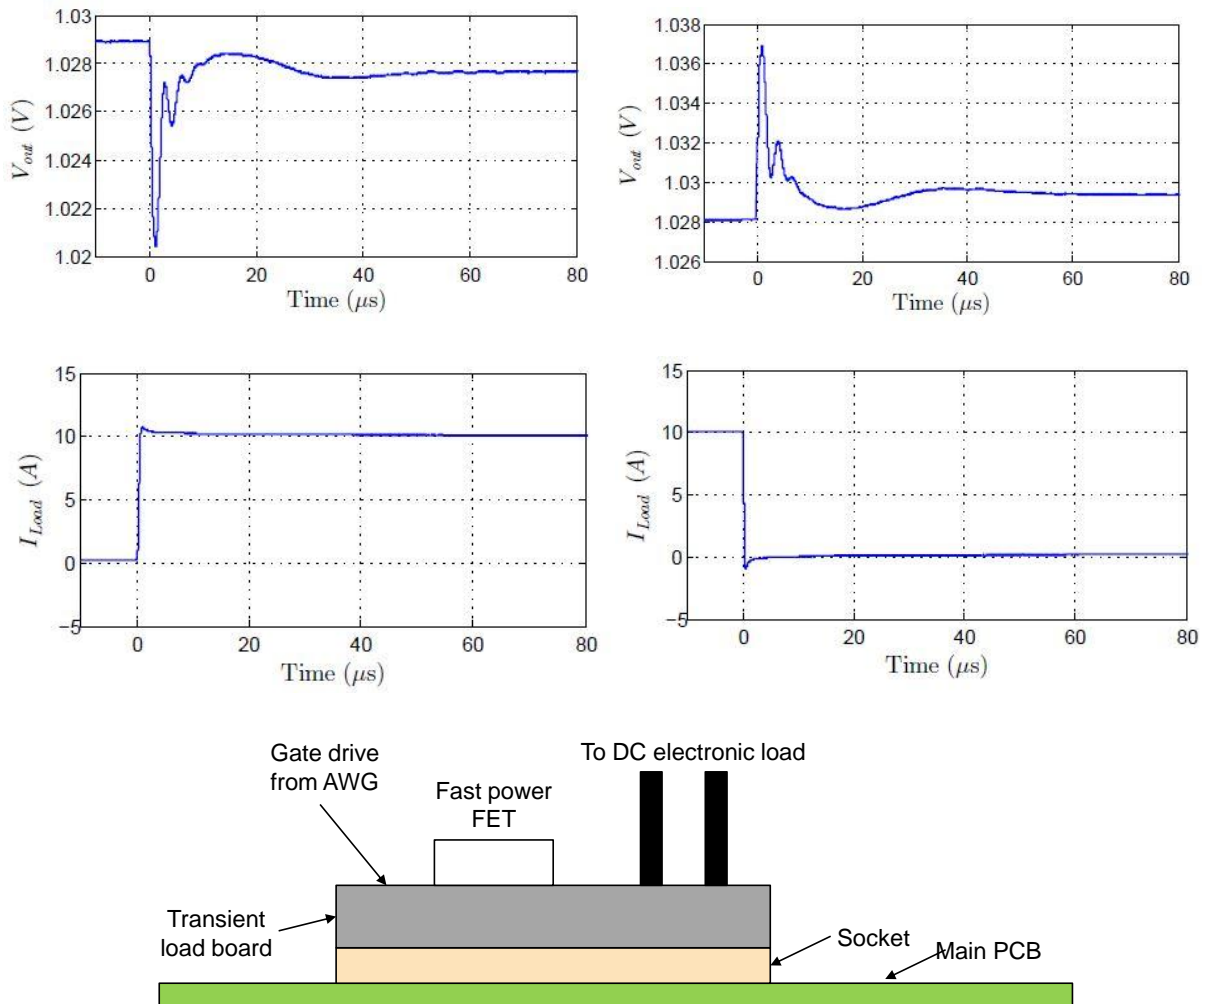 1.03
1.028
1.026
1.024
1.022
1.02
V_out (V)
0
20
40
60
80
Time (μs)
1.038
1.036
1.034
1.032
1.03
1.028
1.026
V_out (V)
0
20
40
60
80
Time (μs)
15
10
5
0
−5
I_Load (A)
0
20
40
60
80
Time (μs)
15
10
5
0
−5
I_Load (A)
0
20
40
60
80
Time (μs)
Gate drive
from AWG
Fast power
FET
To DC electronic load
Transient
load board
Socket
Main PCB